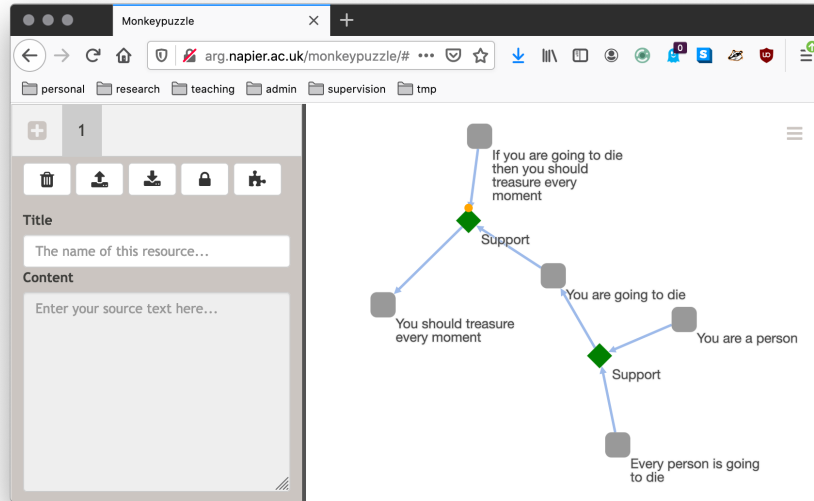 Monkeypuzzle
arg.napier.ac.uk/monkeypuzzle/#
0
S
personal research teaching admin supervision tmp
1
Title
The name of this resource...
Content
Enter your source text here...
If you are going to die
then you should
treasure every
moment
Support
You are going to die
You should treasure
every moment
You are a person
Support
Every person is going
to die